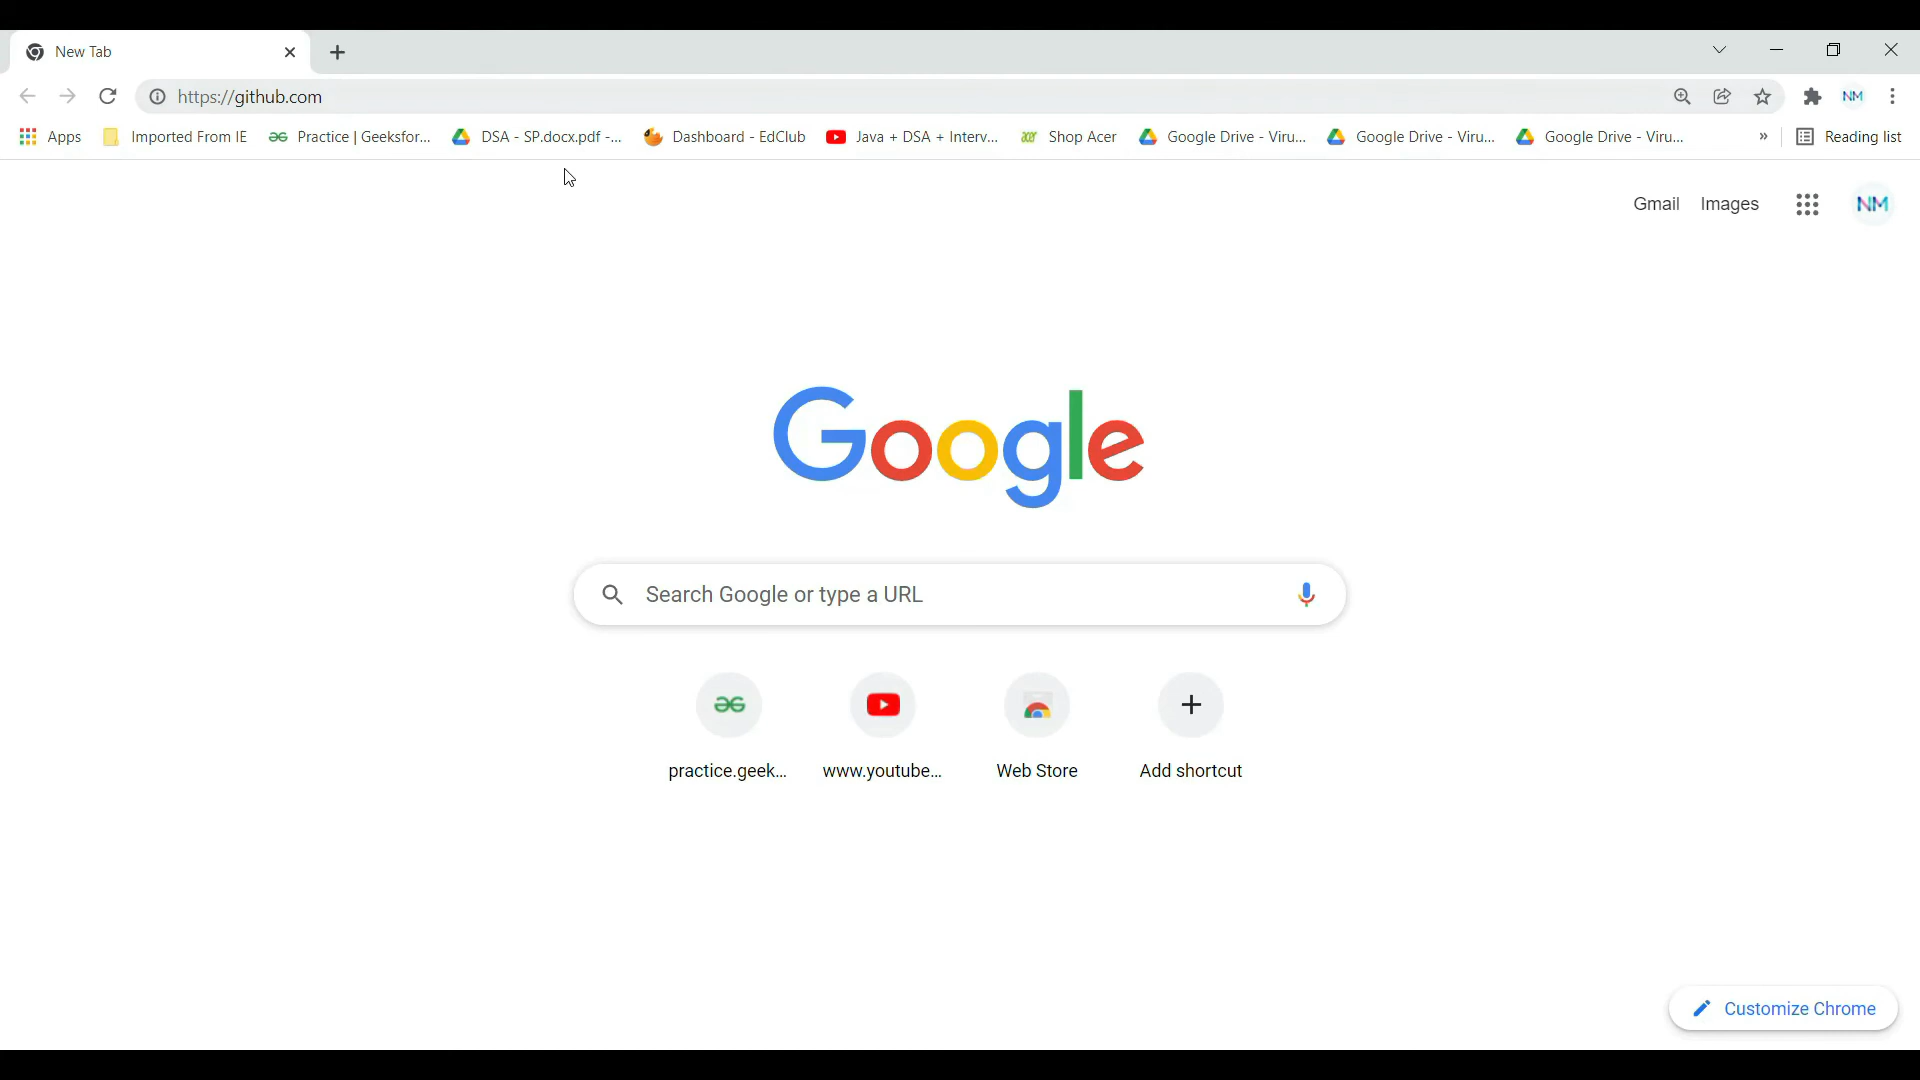 New Tab
https://github.com
NM
Apps Imported From IE Practice | Geeksfor... DSA - SP.docx.pdf -... Dashboard - EdClub Java + DSA + Interv... Shop Acer Google Drive - Viru... Google Drive - Viru... Google Drive - Viru... » Reading list
Gmail Images NM
Google
Search Google or type a URL
practice.geek... www.youtube... Web Store Add shortcut
Customize Chrome